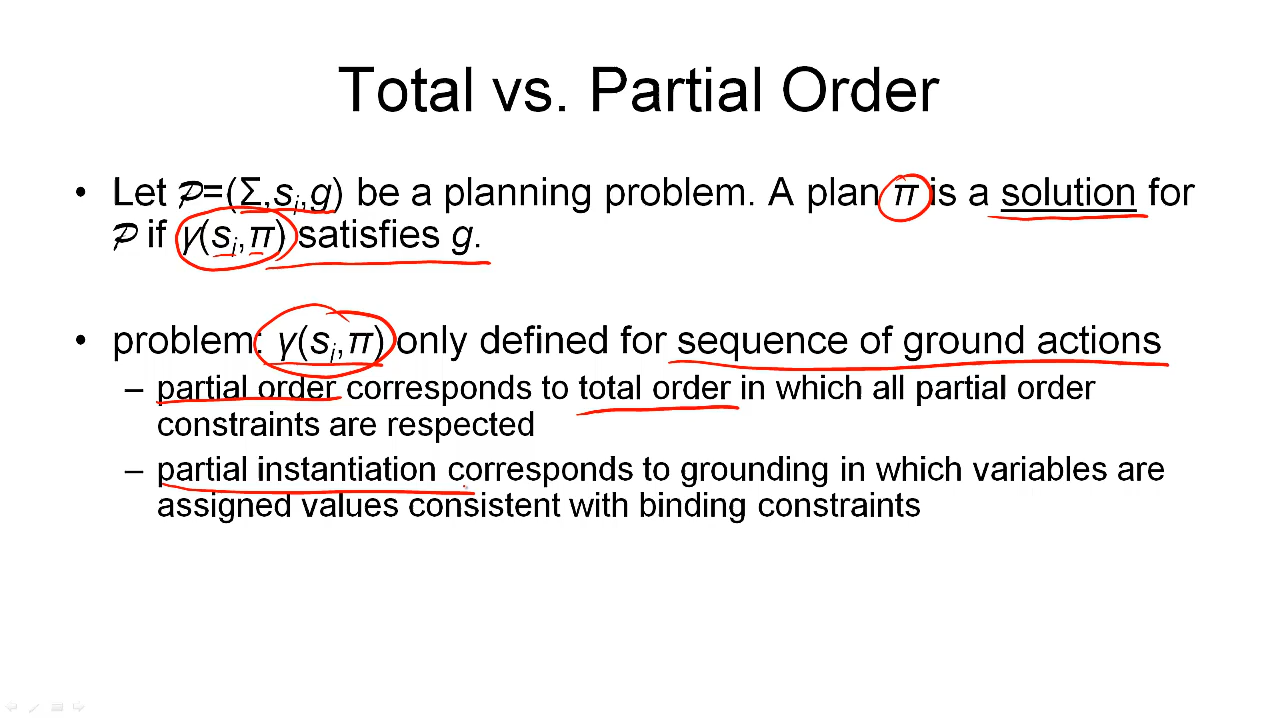 Total vs. Partial Order
• Let 𝒫=(Σ,sᵢ,g) be a planning problem. A plan π is a solution for
𝒫 if γ(sᵢ,π) satisfies g.
• problem: γ(sᵢ,π) only defined for sequence of ground actions
– partial order corresponds to total order in which all partial order
constraints are respected
– partial instantiation corresponds to grounding in which variables are
assigned values consistent with binding constraints